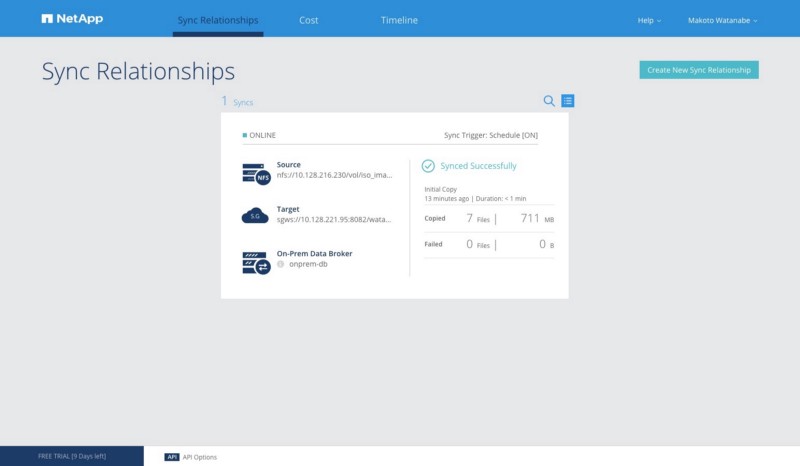 NetApp
Sync Relationships
Cost
Timeline
Help
Makoto Watanabe
Sync Relationships
Create New Sync Relationship
1 Syncs
ONLINE
Sync Trigger: Schedule [ON]
Source
nfs://10.128.216.230/vol/iso_ima...
NFS
Target
sgws://10.128.221.95:8082/wata...
SG
On-Prem Data Broker
onprem-db
Synced Successfully
Initial Copy
13 minutes ago | Duration: < 1 min
Copied 7 Files | 711 MB
Failed 0 Files | 0 B
FREE TRIAL [9 Days left]
API API Options